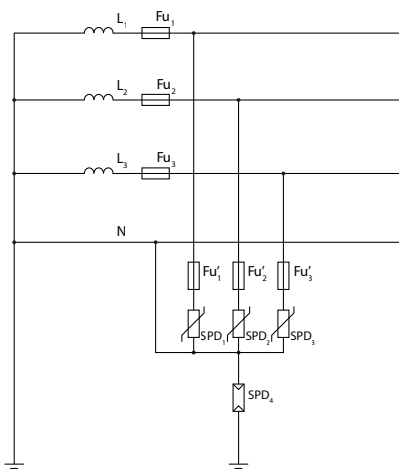 L₁ Fu₁
L₂ Fu₂
L₃ Fu₃
N
Fu'₁ Fu'₂ Fu'₃
SPD₁ SPD₂ SPD₃
SPD₄